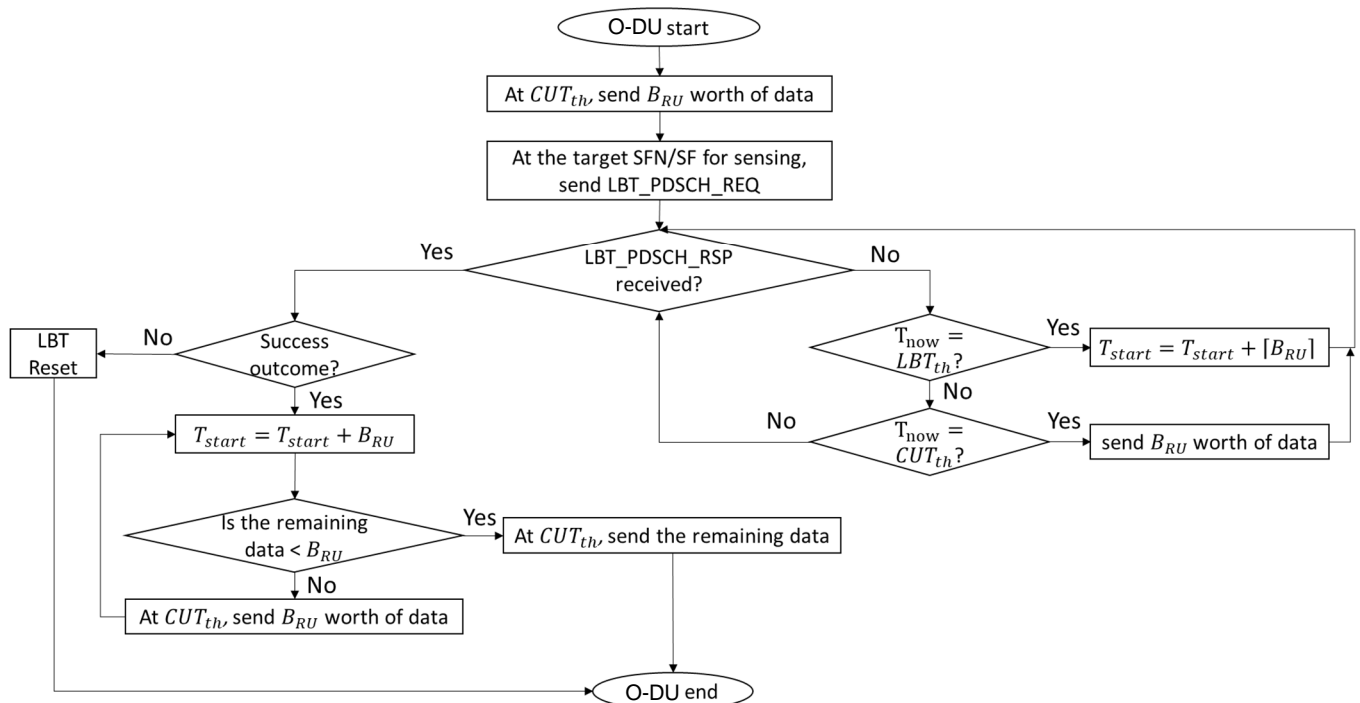 O-DU start
At CUT_th, send B_RU worth of data
At the target SFN/SF for sensing,
send LBT_PDSCH_REQ
LBT_PDSCH_RSP
received?
Yes
No
Success
outcome?
No
LBT
Reset
Yes
T_start = T_start + B_RU
Is the remaining
data < B_RU
Yes
At CUT_th, send the remaining data
No
At CUT_th, send B_RU worth of data
T_now =
LBT_th?
Yes
T_start = T_start + ⌈B_RU⌉
No
T_now =
CUT_th?
No
Yes
send B_RU worth of data
O-DU end